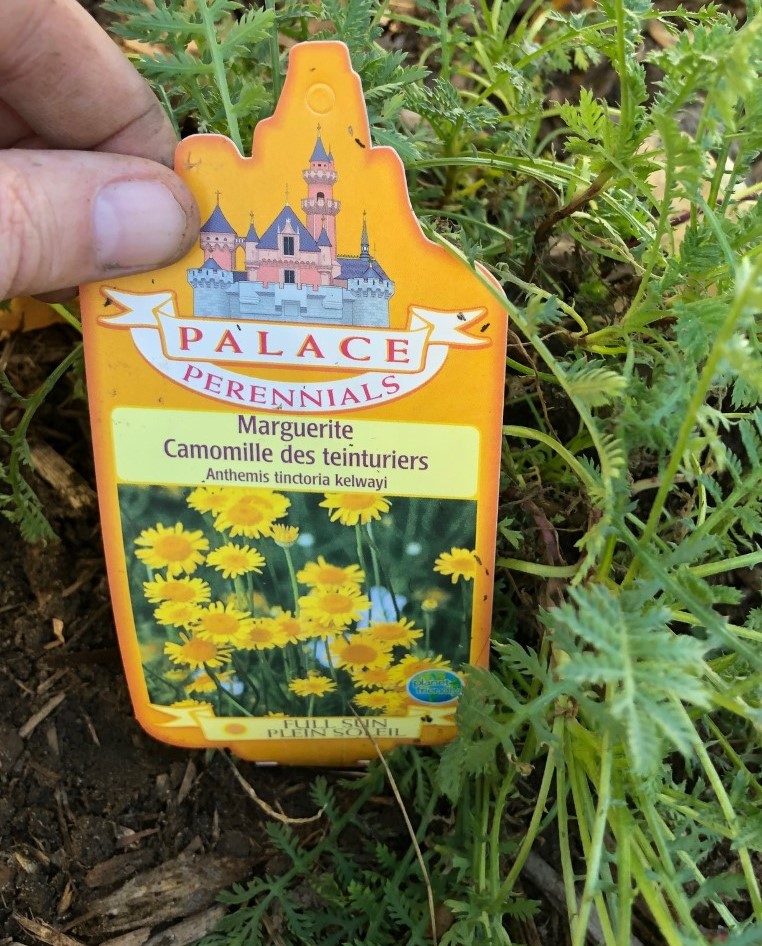 PALACE
PERENNIALS
Marguerite
Camomille des teinturiers
Anthemis tinctoria kelwayi
FULL SUN
PLEIN SOLEIL